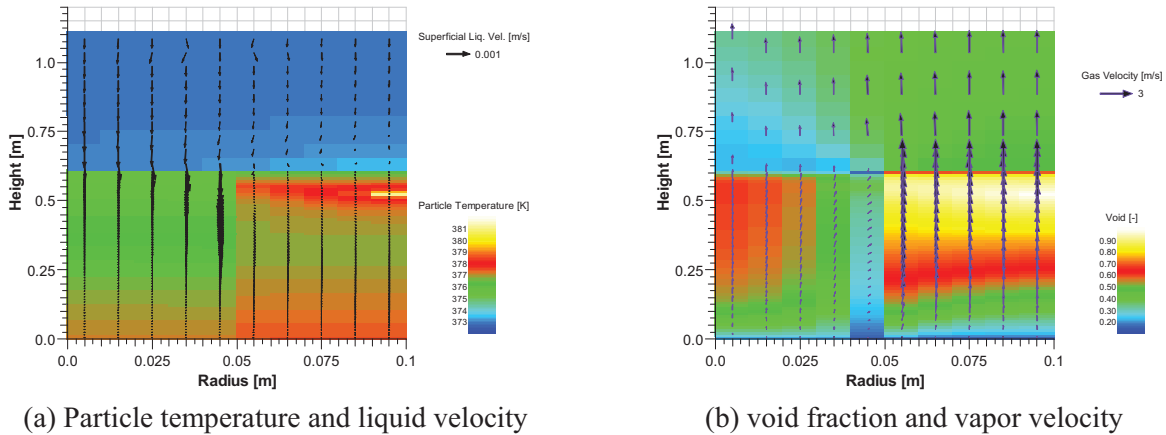 Superficial Liq. Vel. [m/s]
0.001
Height [m]
1.0
0.75
0.5
0.25
0.0
Particle Temperature [K]
381
380
379
378
377
376
375
374
373
0.0 0.025 0.05 0.075 0.1
Radius [m]
(a) Particle temperature and liquid velocity
Gas Velocity [m/s]
3
Height [m]
1.0
0.75
0.5
0.25
0.0
Void [-]
0.90
0.80
0.70
0.60
0.50
0.40
0.30
0.20
0.0 0.025 0.05 0.075 0.1
Radius [m]
(b) void fraction and vapor velocity